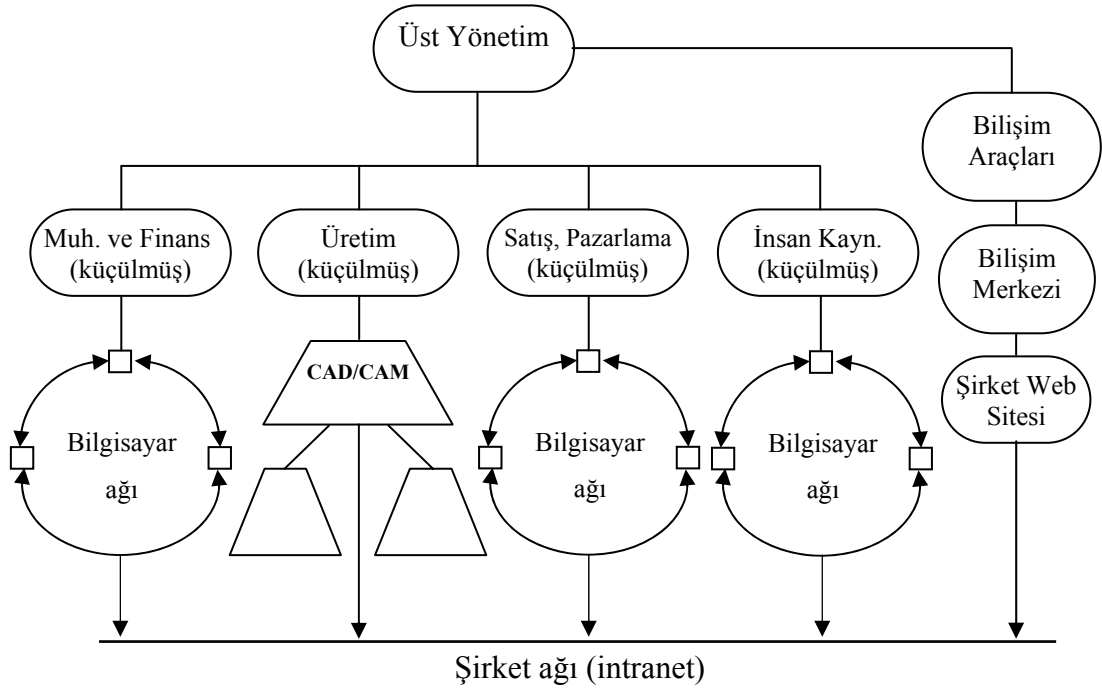 Üst Yönetim
Bilişim
Araçları
Muh. ve Finans
(küçülmüş)
Üretim
(küçülmüş)
Satış, Pazarlama
(küçülmüş)
İnsan Kayn.
(küçülmüş)
Bilişim
Merkezi
CAD/CAM
Şirket Web
Sitesi
Bilgisayar
ağı
Bilgisayar
ağı
Bilgisayar
ağı
Şirket ağı (intranet)